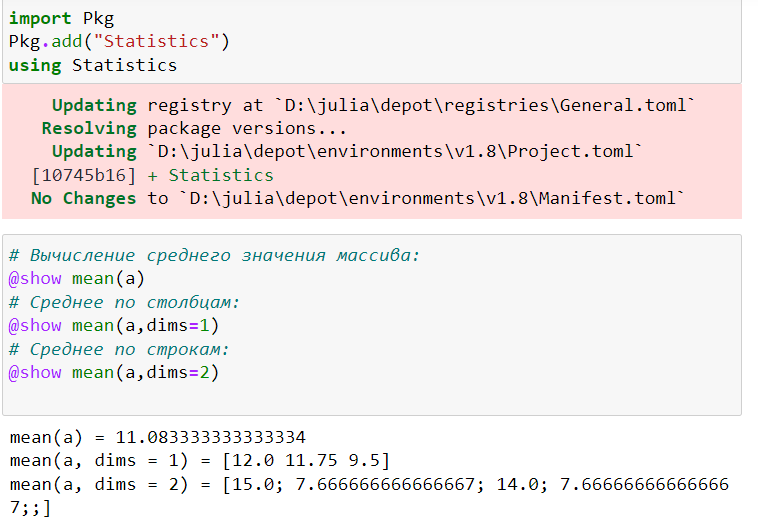 import Pkg
Pkg.add("Statistics")
using Statistics
Updating registry at `D:\julia\depot\registries\General.toml`
Resolving package versions...
Updating `D:\julia\depot\environments\v1.8\Project.toml`
[10745b16] + Statistics
No Changes to `D:\julia\depot\environments\v1.8\Manifest.toml`
# Вычисление среднего значения массива:
@show mean(a)
# Среднее по столбцам:
@show mean(a,dims=1)
# Среднее по строкам:
@show mean(a,dims=2)
mean(a) = 11.083333333333334
mean(a, dims = 1) = [12.0 11.75 9.5]
mean(a, dims = 2) = [15.0; 7.666666666666667; 14.0; 7.66666666666666
7;;]